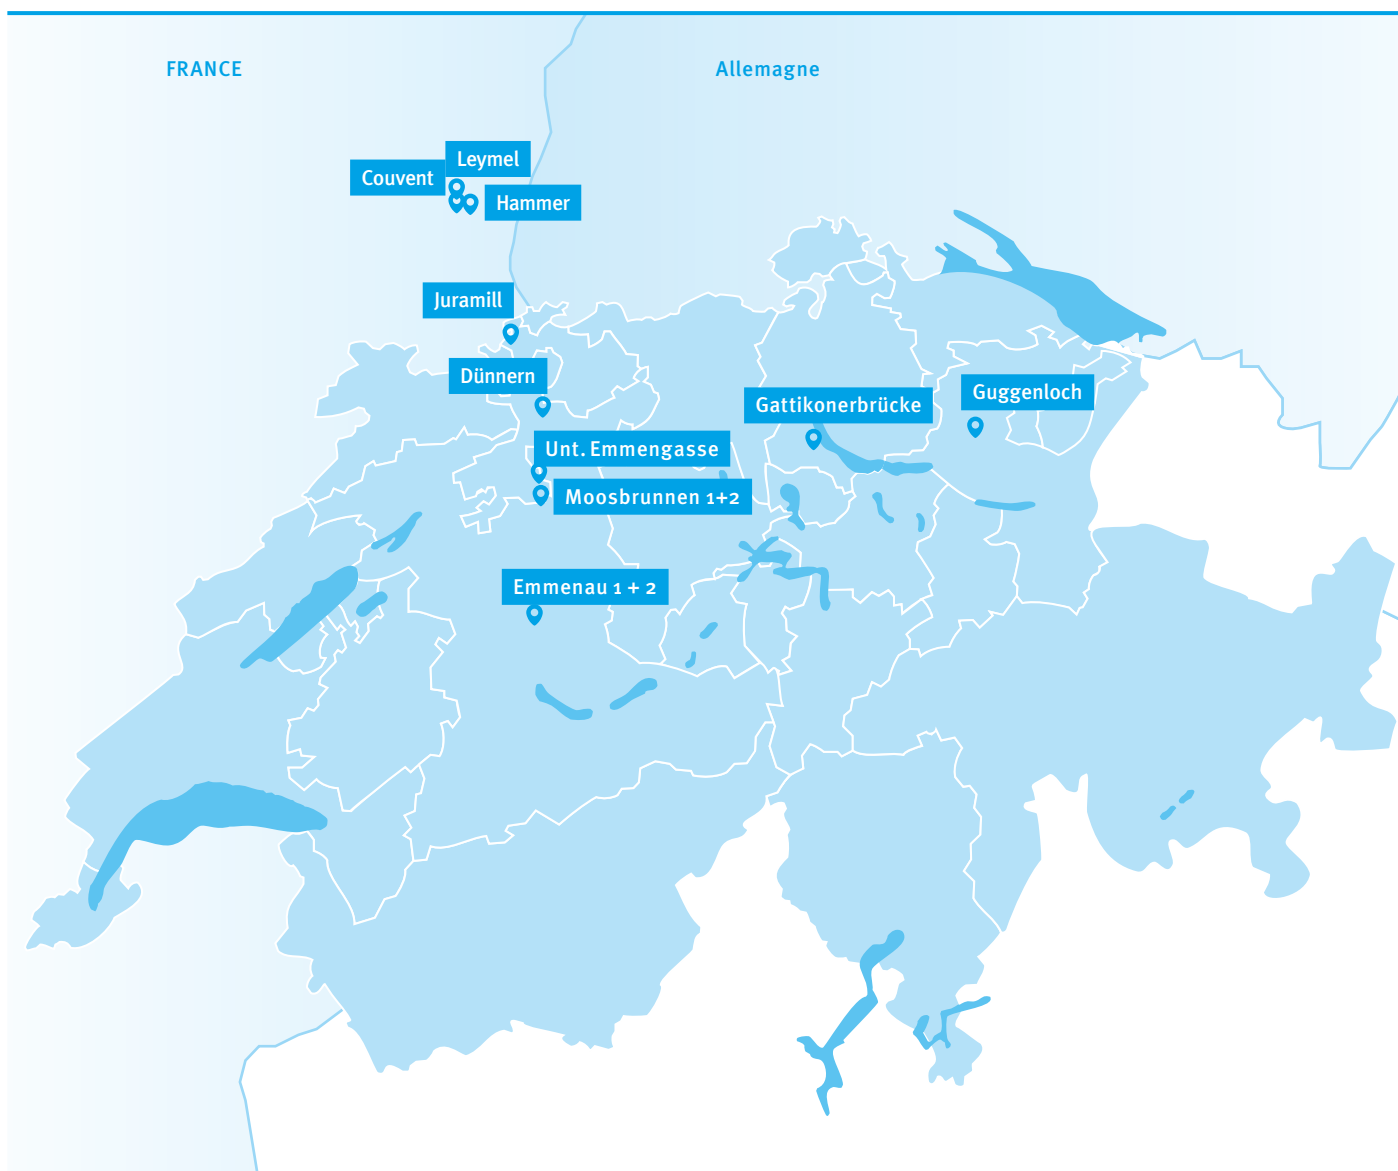 FRANCE
Allemagne
Leymel
Couvent
Hammer
Juramill
Dünnern
Guggenloch
Gattikonerbrücke
Unt. Emmengasse
Moosbrunnen 1+2
Emmenau 1 + 2